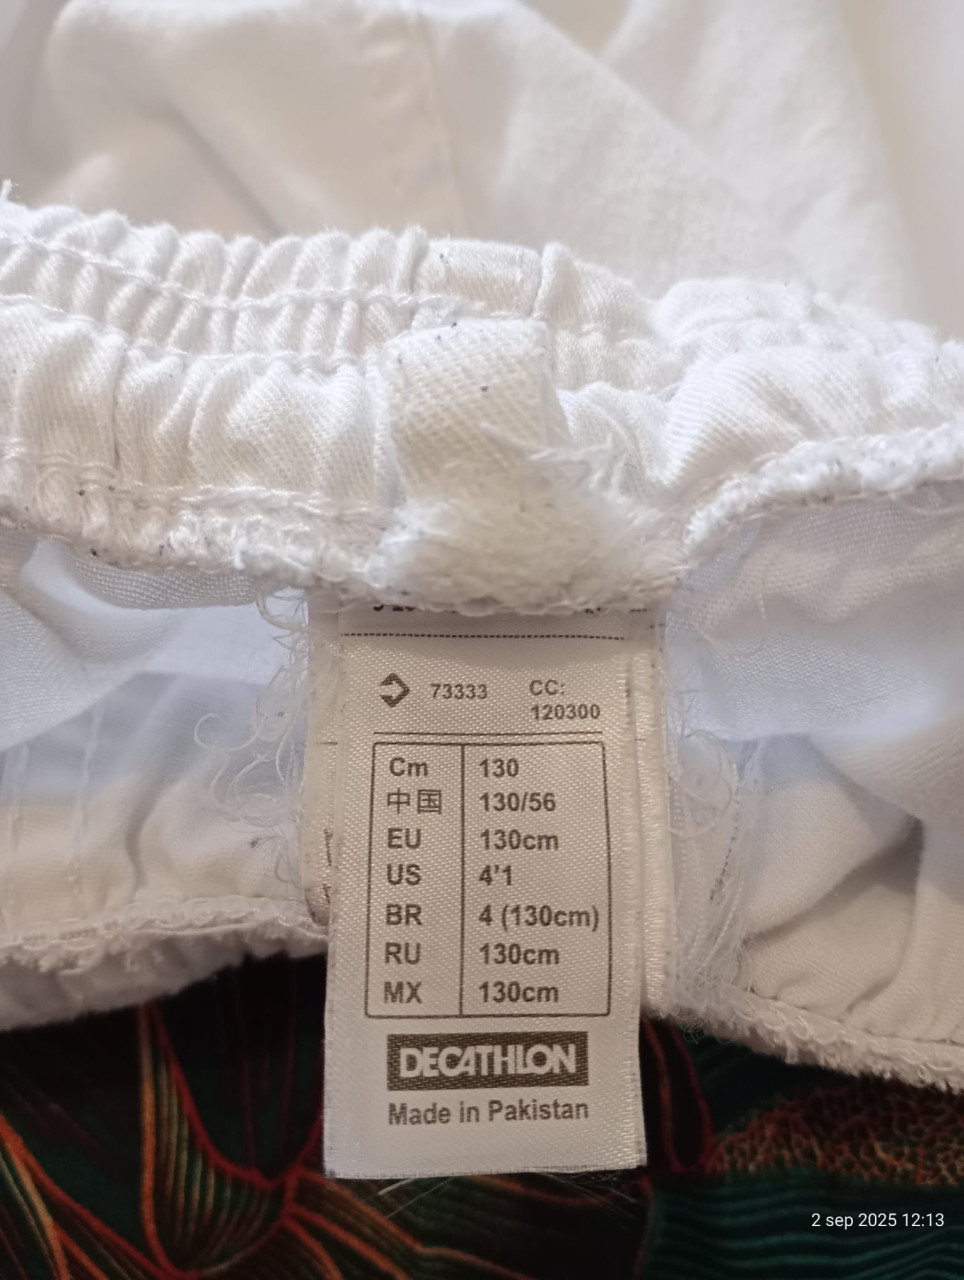 73333 CC:
120300
Cm 130
中国 130/56
EU 130cm
US 4'1
BR 4 (130cm)
RU 130cm
MX 130cm
DECATHLON
Made in Pakistan
2 sep 2025 12:13